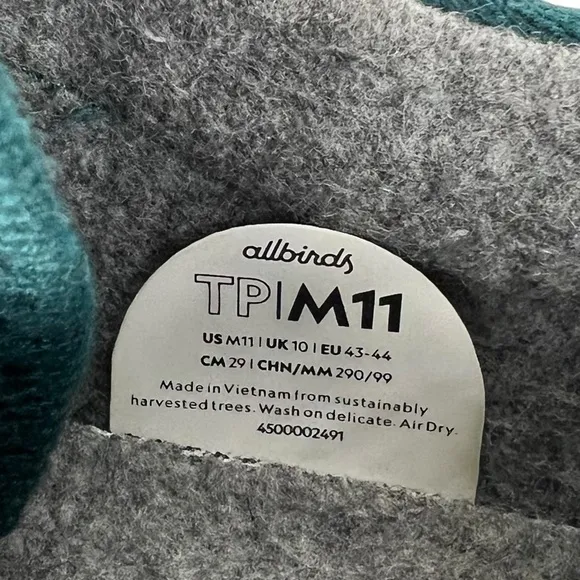 allbirds
TP|M11
US M11 | UK 10 | EU 43-44
CM 29 | CHN/MM 290/99
Made in Vietnam from sustainably
harvested trees. Wash on delicate. Air Dry.
4500002491